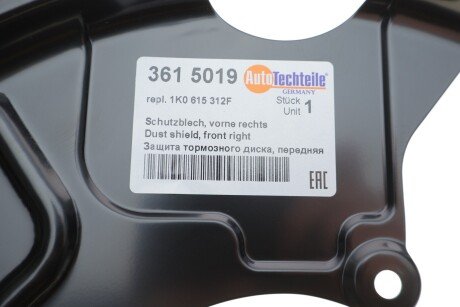 361 5019
AutoTechteile
GERMANY
repl. 1K0 615 312F
Stück
Unit 1
Schutzblech, vorne rechts
Dust shield, front right
Защита тормозного диска, передняя
EAC